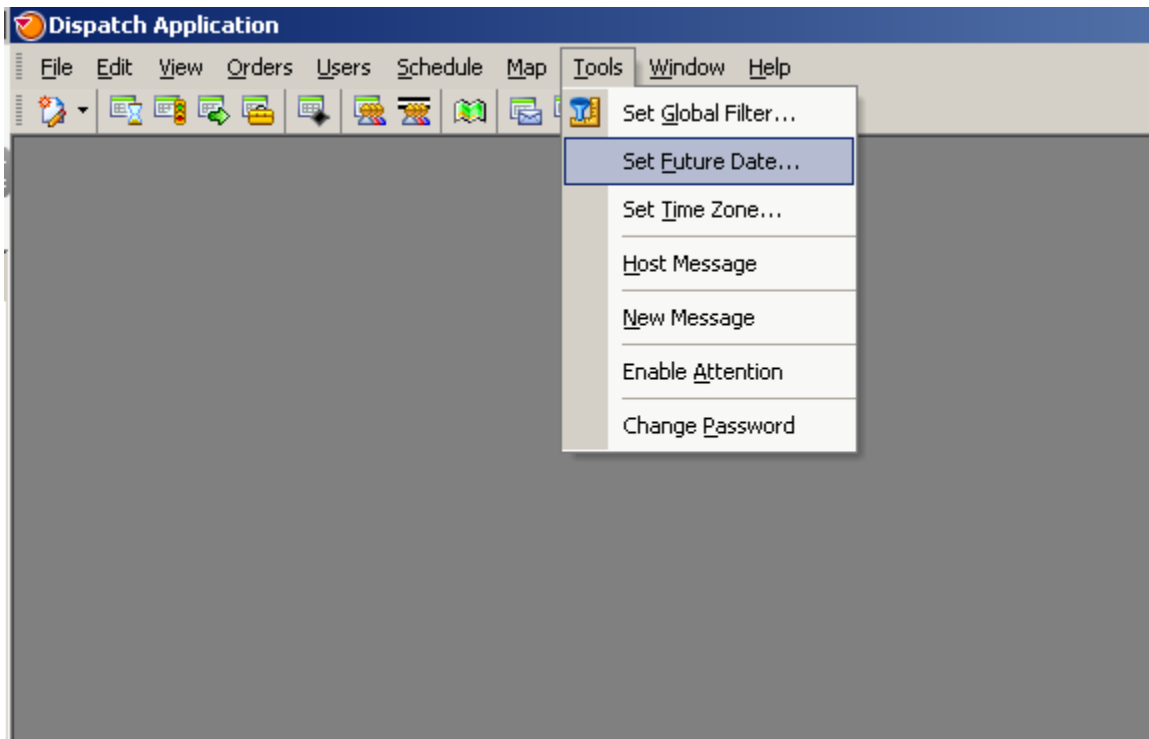 Dispatch Application
File Edit View Orders Users Schedule Map Tools Window Help
Set Global Filter...
Set Future Date...
Set Time Zone...
Host Message
New Message
Enable Attention
Change Password